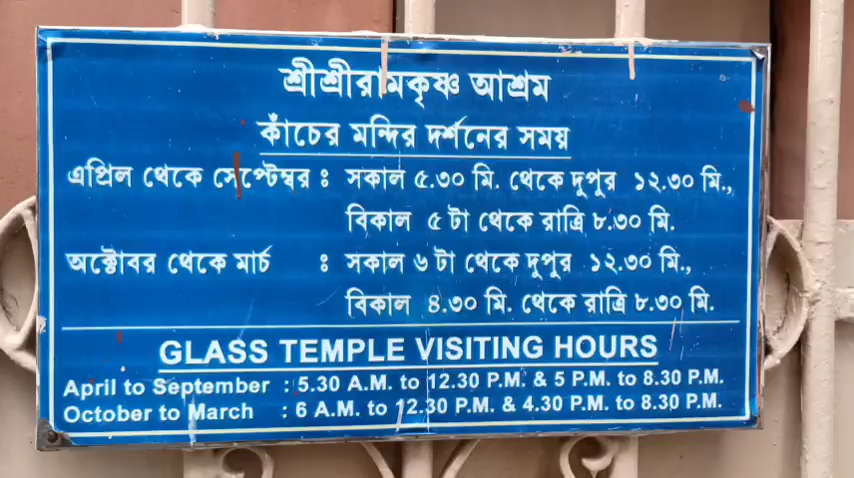 শ্রীশ্রীরামকৃষ্ণ আশ্রম
কাঁচের মন্দির দর্শনের সময়
এপ্রিল থেকে সেপ্টেম্বর : সকাল ৫.৩০ মি. থেকে দুপুর ১২.৩০ মি.,
বিকাল ৫ টা থেকে রাত্রি ৮.৩০ মি.
অক্টোবর থেকে মার্চ : সকাল ৬ টা থেকে দুপুর ১২.৩০ মি.,
বিকাল ৪.৩০ মি. থেকে রাত্রি ৮.৩০ মি.
GLASS TEMPLE VISITING HOURS
April to September : 5.30 A.M. to 12.30 P.M. & 5 P.M. to 8.30 P.M.
October to March : 6 A.M. to 12.30 P.M. & 4.30 P.M. to 8.30 P.M.